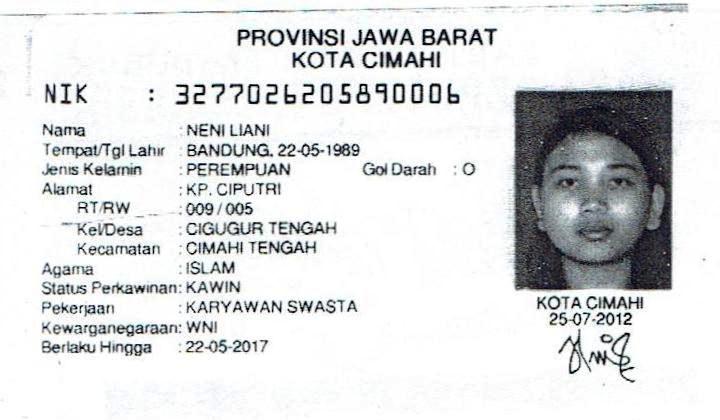 PROVINSI JAWA BARAT
KOTA CIMAHI
NIK : 3277026205890006
Nama : NENI LIANI
Tempat/Tgl Lahir : BANDUNG, 22-05-1989
Jenis Kelamin : PEREMPUAN Gol Darah : O
Alamat : KP. CIPUTRI
RT/RW : 009 / 005
Kel/Desa : CIGUGUR TENGAH
Kecamatan : CIMAHI TENGAH
Agama : ISLAM
Status Perkawinan: KAWIN
Pekerjaan : KARYAWAN SWASTA
Kewarganegaraan: WNI
Berlaku Hingga : 22-05-2017
KOTA CIMAHI
25-07-2012